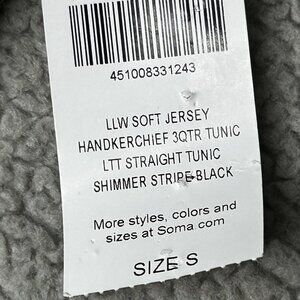 451008331243
LLW SOFT JERSEY
HANDKERCHIEF 3QTR TUNIC
LTT STRAIGHT TUNIC
SHIMMER STRIPE-BLACK
More styles, colors and
sizes at Soma.com
SIZE S